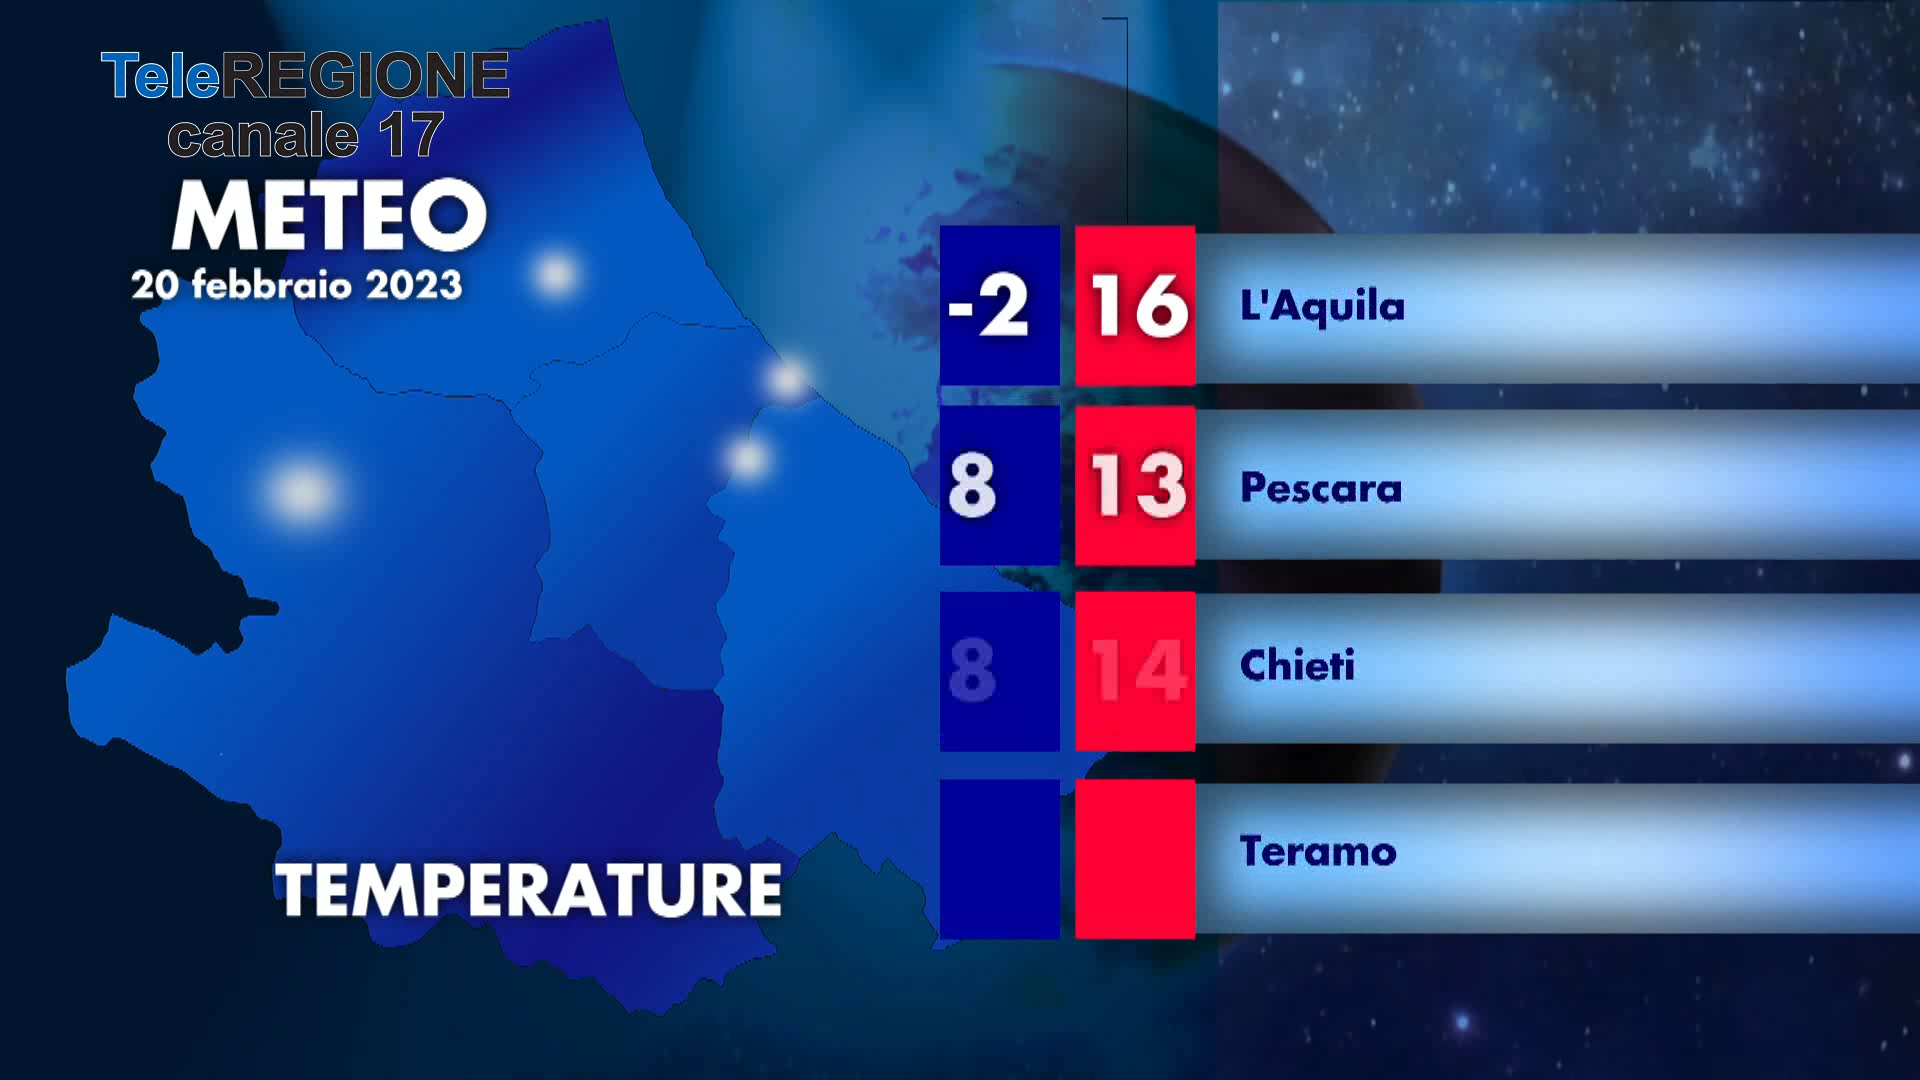 TeleREGIONE
canale 17
METEO
20 febbraio 2023
-2 16 L'Aquila
8 13 Pescara
8 14 Chieti
Teramo
TEMPERATURE